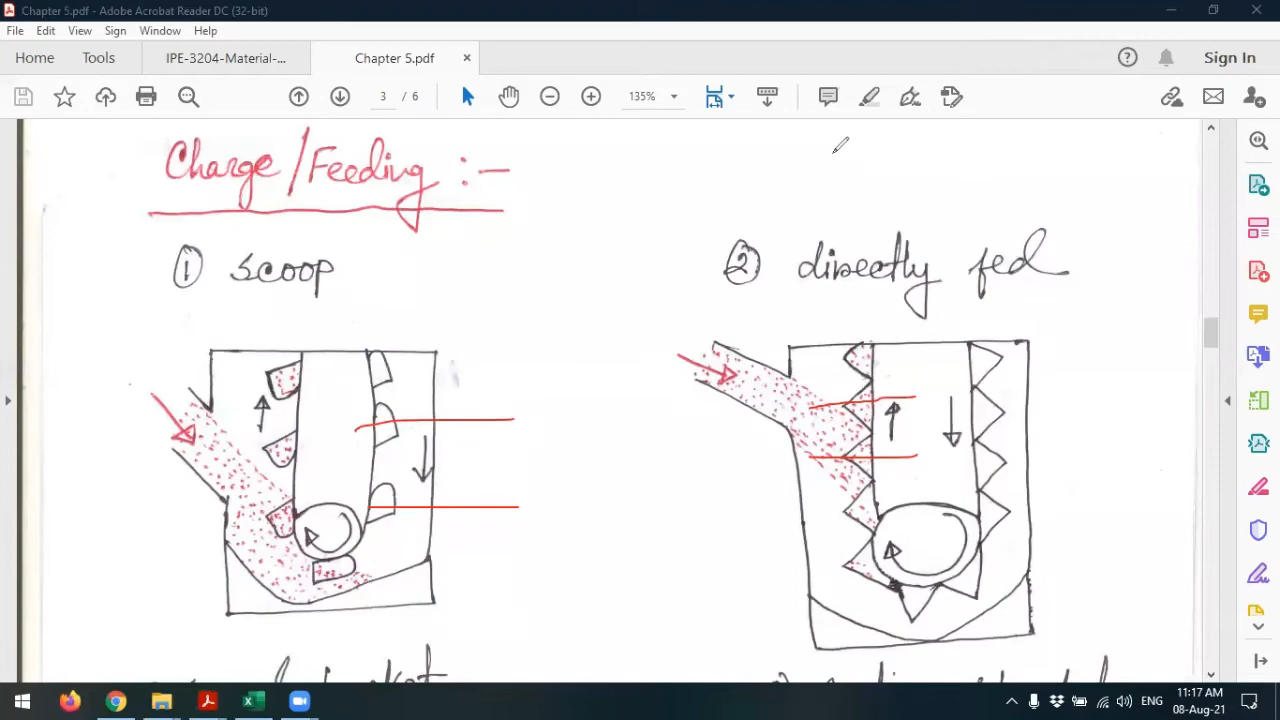 Chapter 5.pdf - Adobe Acrobat Reader DC (32-bit)
File Edit View Sign Window Help
Home Tools IPE-3204-Material-... Chapter 5.pdf × Sign In
3 / 6 135%
Charge/Feeding :-
① scoop
② directly fed
ENG
11:17 AM
08-Aug-21